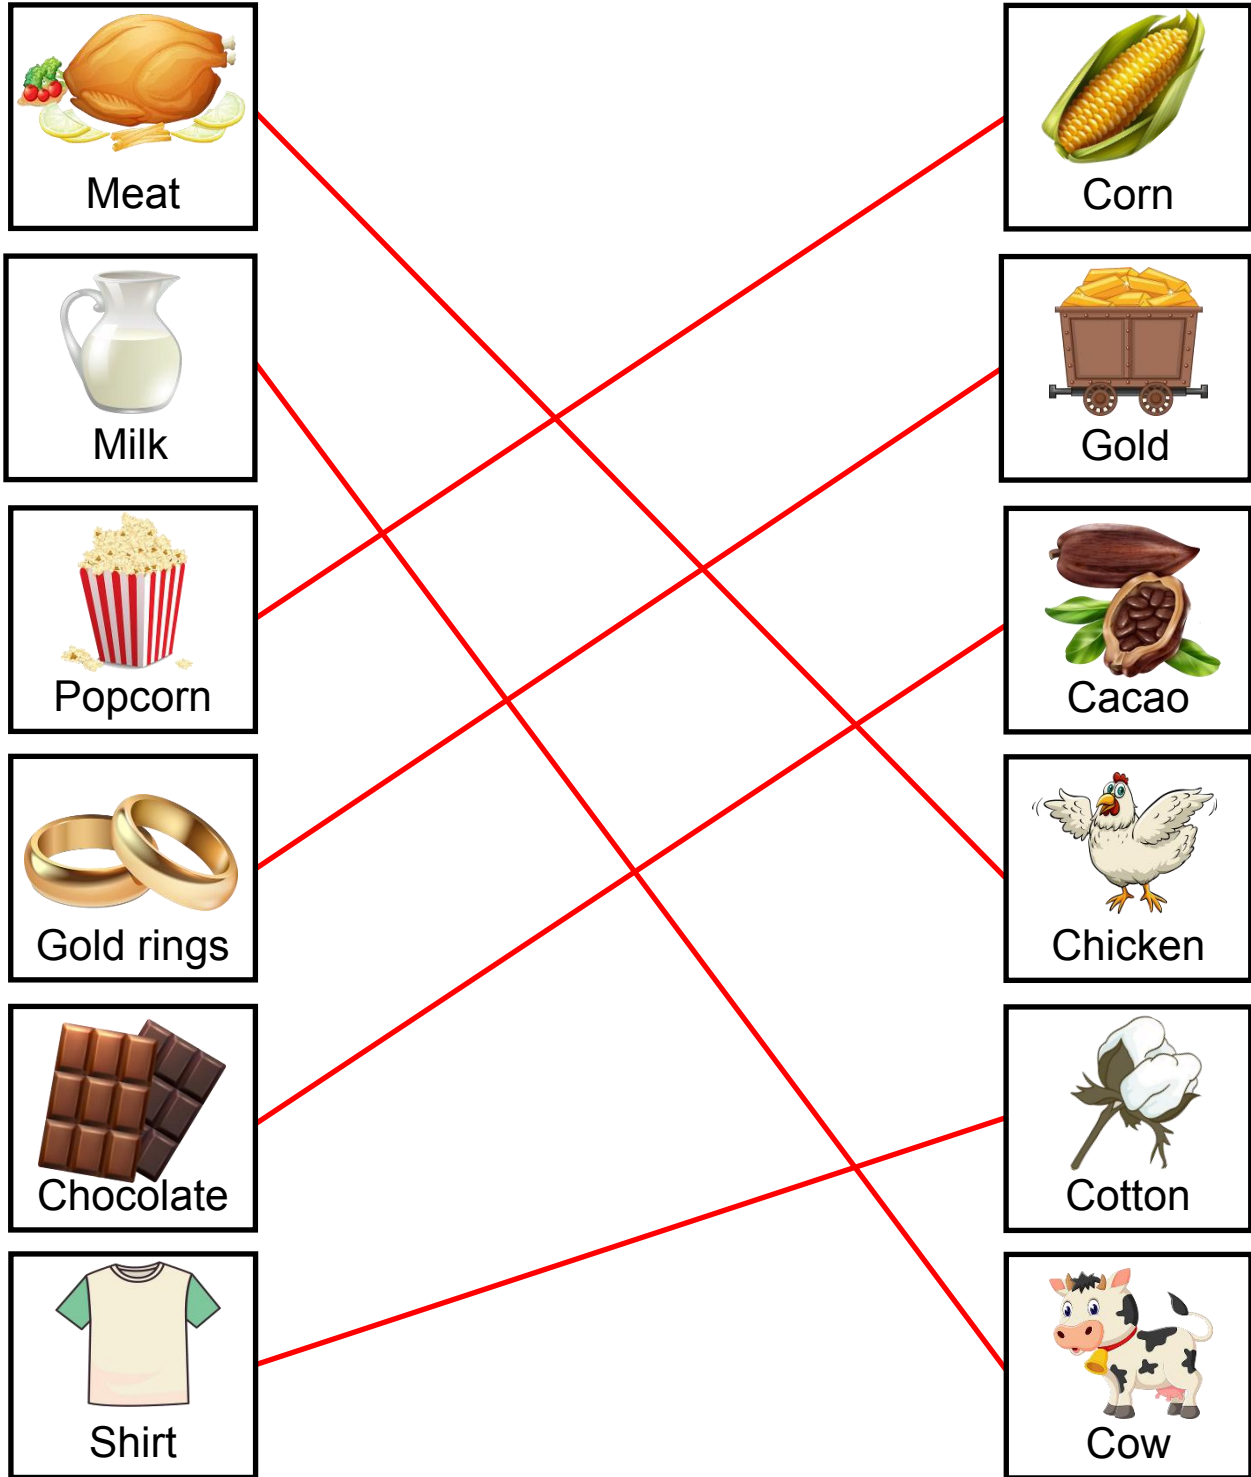 Meat
Corn
Milk
Gold
Popcorn
Cacao
Gold rings
Chicken
Chocolate
Cotton
Shirt
Cow